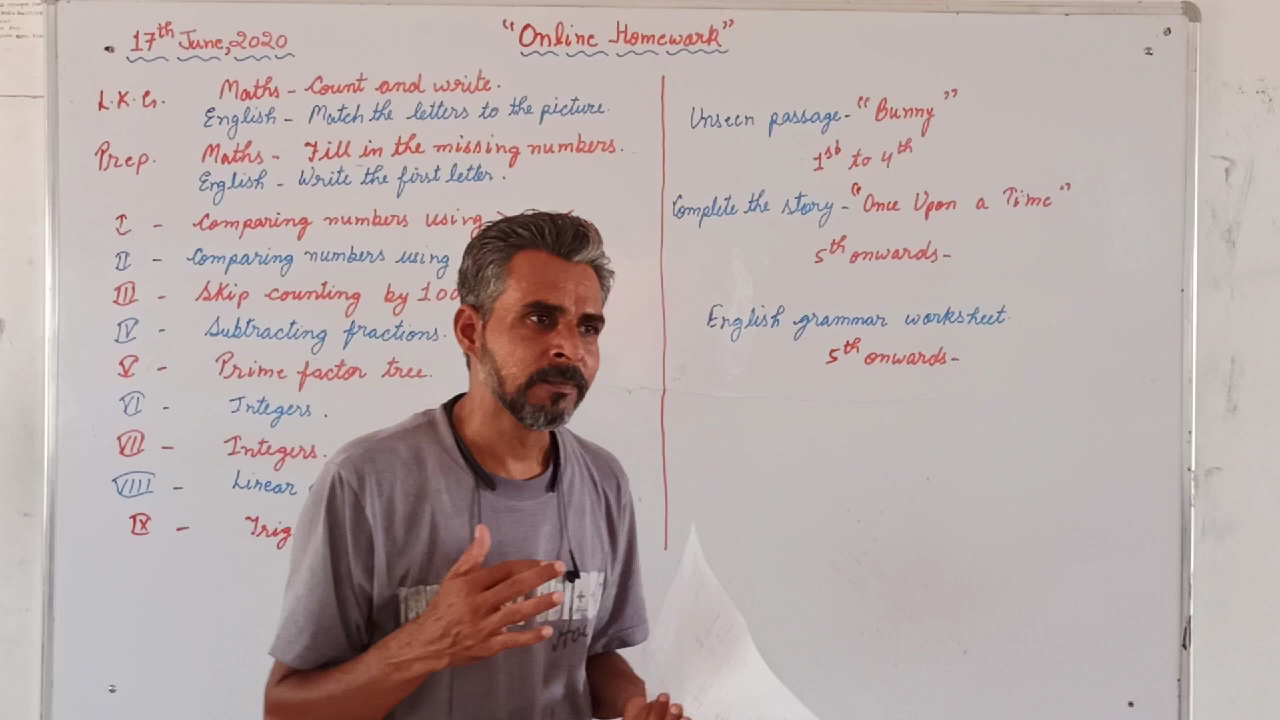 17th June, 2020
"Online Homework"
L.K.G. Maths - Count and write.
English - Match the letters to the picture.
Prep. Maths - Fill in the missing numbers.
English - Write the first letter.
I - Comparing numbers using
II - Comparing numbers using
III - Skip counting by 100
IV - Subtracting fractions.
V - Prime factor tree.
VI - Integers.
VII - Integers.
VIII - Linear
IX - Trig
Unseen passage - "Bunny"
1st to 4th
Complete the story - "Once Upon a Time"
5th onwards -
English grammar worksheet.
5th onwards -